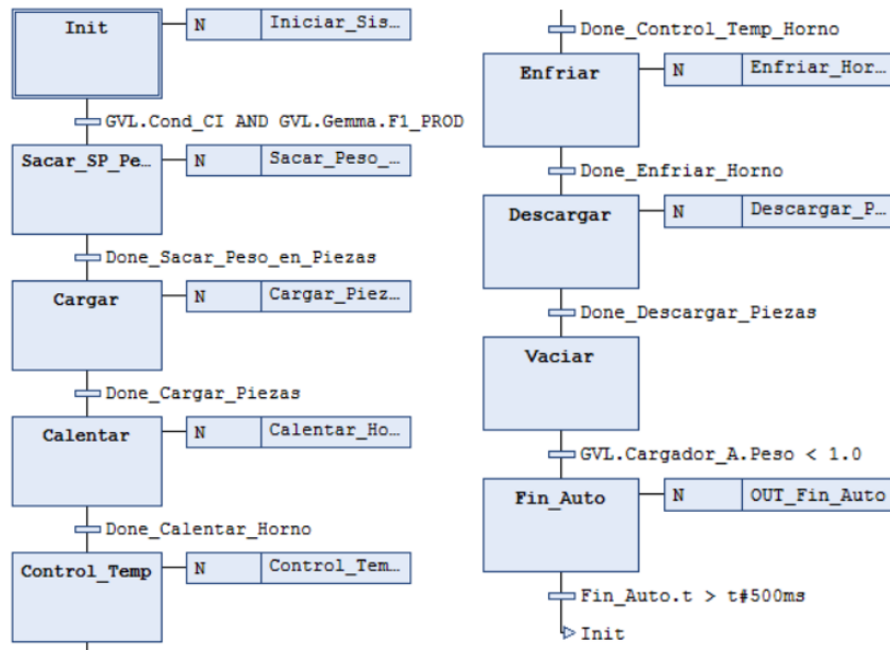 Init
N
Iniciar_Sis…
GVL.Cond_CI AND GVL.Gemma.F1_PROD
Sacar_SP_Pe…
N
Sacar_Peso_…
Done_Sacar_Peso_en_Piezas
Cargar
N
Cargar_Piez…
Done_Cargar_Piezas
Calentar
N
Calentar_Ho…
Done_Calentar_Horno
Control_Temp
N
Control_Tem…
Done_Control_Temp_Horno
Enfriar
N
Enfriar_Hor…
Done_Enfriar_Horno
Descargar
N
Descargar_P…
Done_Descargar_Piezas
Vaciar
GVL.Cargador_A.Peso < 1.0
Fin_Auto
N
OUT_Fin_Auto
Fin_Auto.t > t#500ms
Init